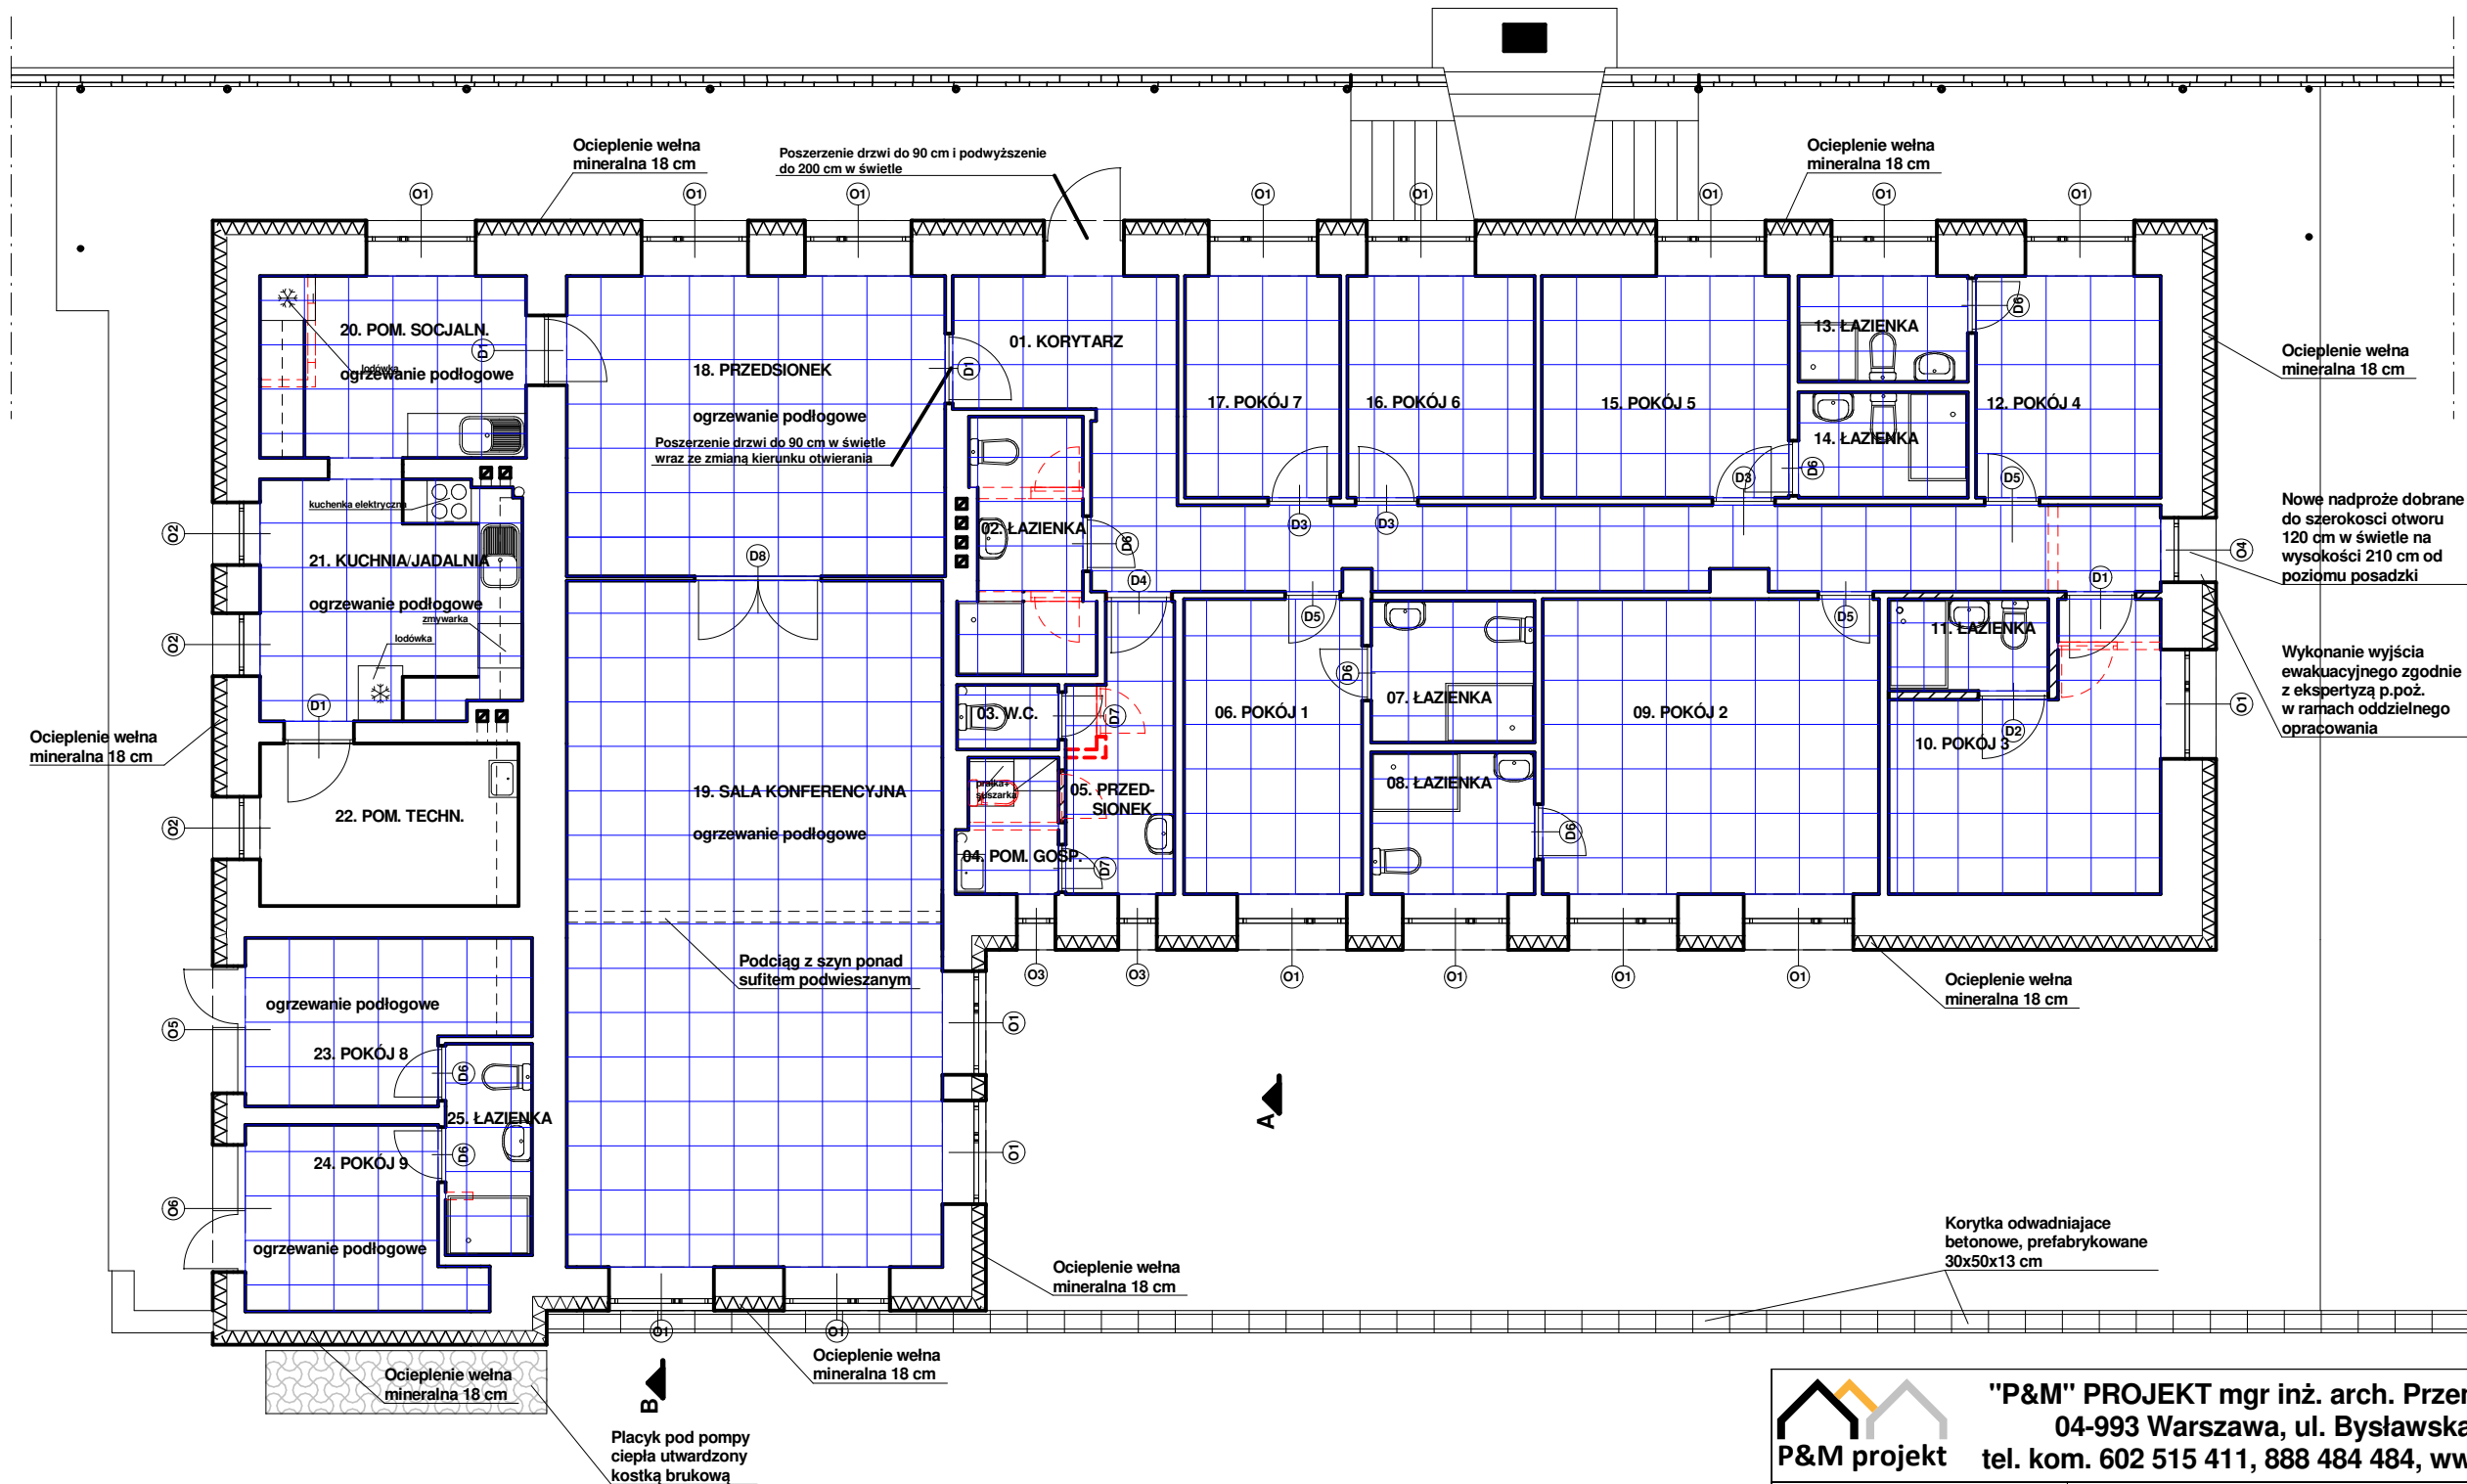 Ocieplenie wełna
mineralna 18 cm
Poszerzenie drzwi do 90 cm i podwyższenie
do 200 cm w świetle
Ocieplenie wełna
mineralna 18 cm
O1
O1
O1
O1
O1
O1
O1
O1
20. POM. SOCJALN.
lodówka
ogrzewanie podłogowe
D1
18. PRZEDSIONEK
ogrzewanie podłogowe
Poszerzenie drzwi do 90 cm w świetle
wraz ze zmianą kierunku otwierania
D1
01. KORYTARZ
17. POKÓJ 7
16. POKÓJ 6
15. POKÓJ 5
13. ŁAZIENKA
14. ŁAZIENKA
12. POKÓJ 4
D6
D6
D3
D3
D3
D5
Ocieplenie wełna
mineralna 18 cm
Nowe nadproże dobrane
do szerokosci otworu
120 cm w świetle na
wysokości 210 cm od
poziomu posadzki
O4
Wykonanie wyjścia
ewakuacyjnego zgodnie
z ekspertyzą p.poż.
w ramach oddzielnego
opracowania
kuchenka elektryczna
O2
21. KUCHNIA/JADALNIA
ogrzewanie podłogowe
zmywarka
lodówka
O2
D1
D8
02. ŁAZIENKA
D6
D4
D5
D5
D1
11. ŁAZIENKA
O1
03. W.C.
D7
06. POKÓJ 1
D6
07. ŁAZIENKA
09. POKÓJ 2
10. POKÓJ 3
D2
Ocieplenie wełna
mineralna 18 cm
22. POM. TECHN.
O2
19. SALA KONFERENCYJNA
ogrzewanie podłogowe
pralka+
suszarka
05. PRZED-
SIONEK
08. ŁAZIENKA
D6
04. POM. GOSP.
D7
Podciąg z szyn ponad
sufitem podwieszanym
O3
O3
O1
O1
O1
O1
Ocieplenie wełna
mineralna 18 cm
ogrzewanie podłogowe
O5
23. POKÓJ 8
D6
25. ŁAZIENKA
D6
24. POKÓJ 9
O6
ogrzewanie podłogowe
O1
O1
A
Ocieplenie wełna
mineralna 18 cm
Korytka odwadniajace
betonowe, prefabrykowane
30x50x13 cm
O1
O1
Ocieplenie wełna
mineralna 18 cm
Ocieplenie wełna
mineralna 18 cm
B
Placyk pod pompy
ciepła utwardzony
kostką brukową
P&M projekt
"P&M" PROJEKT mgr inż. arch. Przem
04-993 Warszawa, ul. Bysławska
tel. kom. 602 515 411, 888 484 484, ww